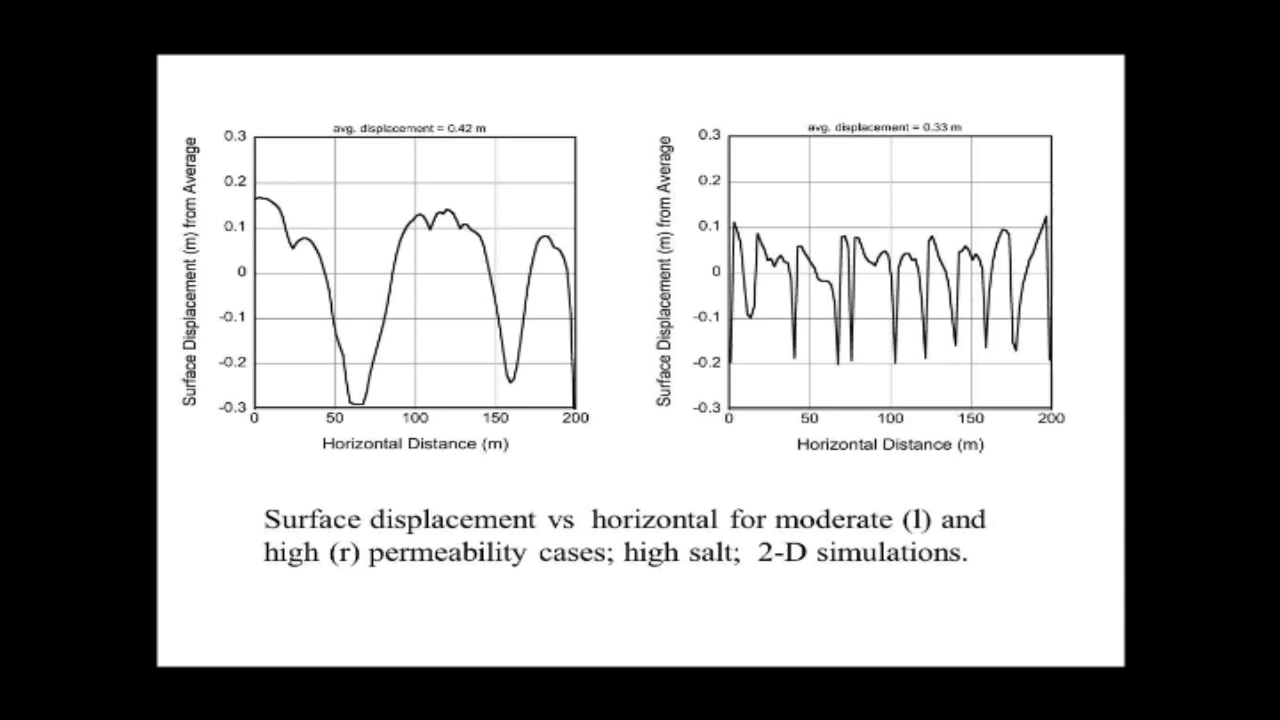 avg. displacement = 0.42 m
Surface Displacement (m) from Average
0.3
0.2
0.1
0
-0.1
-0.2
-0.3
0 50 100 150 200
Horizontal Distance (m)
avg. displacement = 0.33 m
Surface Displacement (m) from Average
0.3
0.2
0.1
0
-0.1
-0.2
-0.3
0 50 100 150 200
Horizontal Distance (m)
Surface displacement vs horizontal for moderate (l) and
high (r) permeability cases; high salt; 2-D simulations.